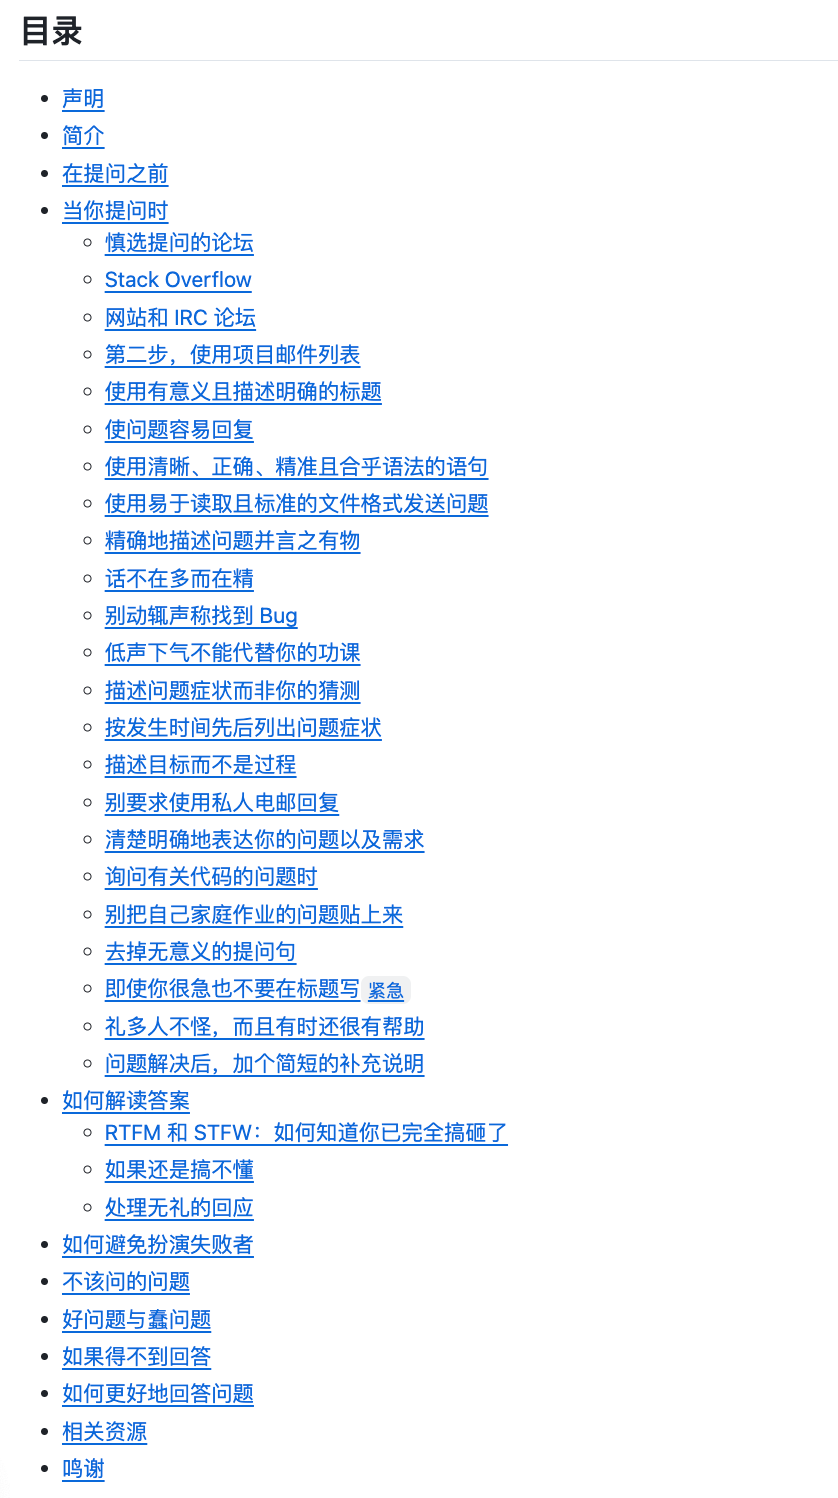 目录
声明
简介
在提问之前
当你提问时
慎选提问的论坛
Stack Overflow
网站和 IRC 论坛
第二步，使用项目邮件列表
使用有意义且描述明确的标题
使问题容易回复
使用清晰、正确、精准且合乎语法的语句
使用易于读取且标准的文件格式发送问题
精确地描述问题并言之有物
话不在多而在精
别动辄声称找到 Bug
低声下气不能代替你的功课
描述问题症状而非你的猜测
按发生时间先后列出问题症状
描述目标而不是过程
别要求使用私人电邮回复
清楚明确地表达你的问题以及需求
询问有关代码的问题时
别把自己家庭作业的问题贴上来
去掉无意义的提问句
即使你很急也不要在标题写 紧急
礼多人不怪，而且有时还很有帮助
问题解决后，加个简短的补充说明
如何解读答案
RTFM 和 STFW：如何知道你已完全搞砸了
如果还是搞不懂
处理无礼的回应
如何避免扮演失败者
不该问的问题
好问题与蠢问题
如果得不到回答
如何更好地回答问题
相关资源
鸣谢